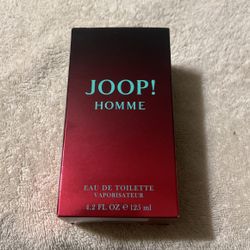 JOOP!
HOMME
EAU DE TOILETTE
VAPORISATEUR
4.2 FL OZ ℮ 125 ml